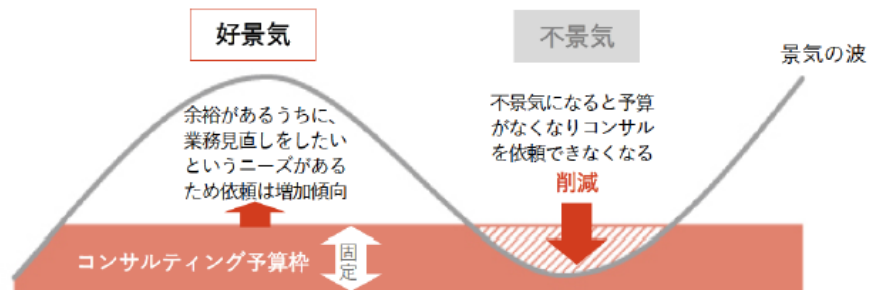 好景気
不景気
景気の波
余裕があるうちに、
業務見直しをしたい
というニーズがある
ため依頼は増加傾向
不景気になると予算
がなくなりコンサル
を依頼できなくなる
削減
コンサルティング予算枠
固定